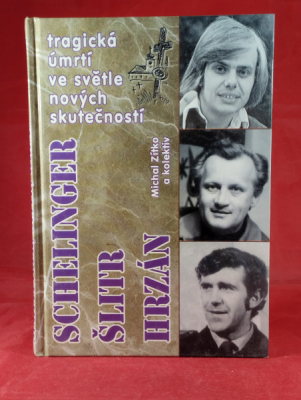 tragická
úmrtí
ve světle
nových
skutečností
Michal Zítko
a kolektiv
SCHELINGER
ŠLITR
HRZÁN